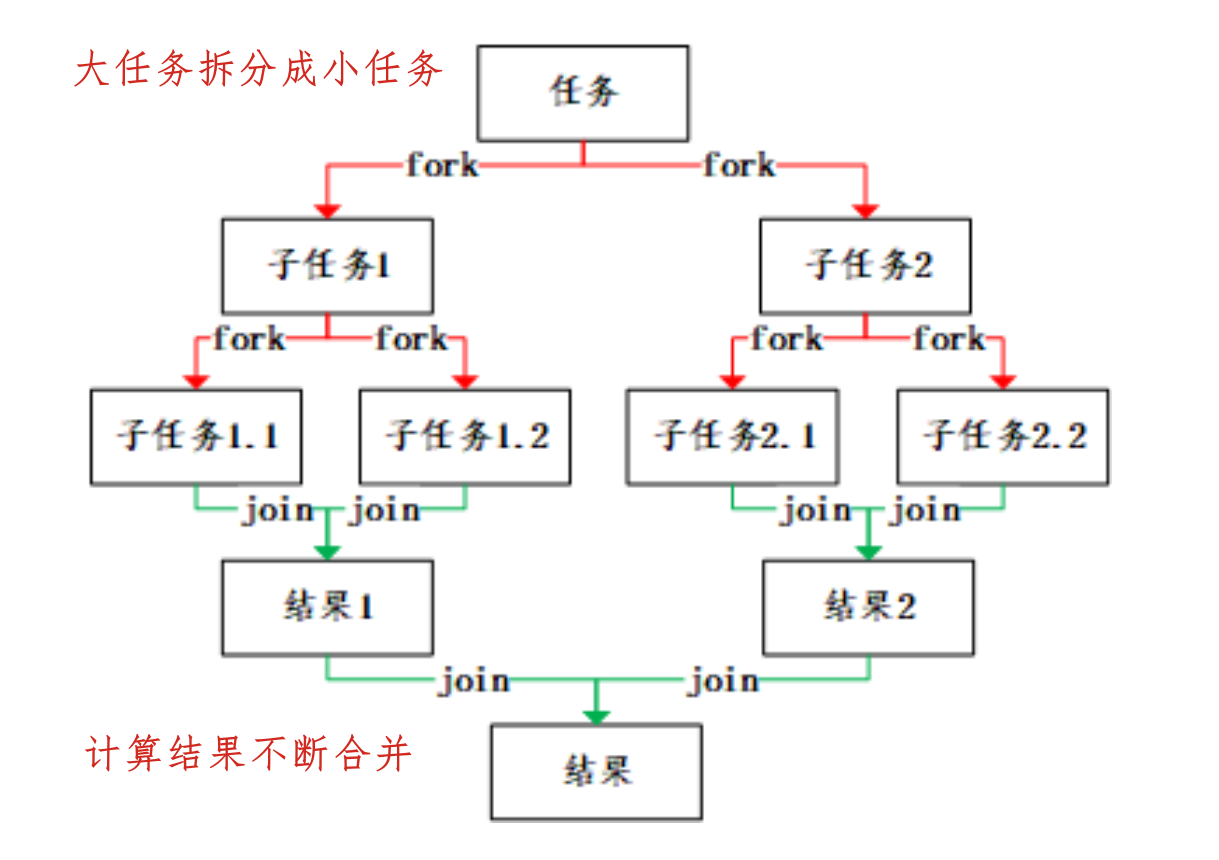 大任务拆分成小任务
任务
fork
fork
子任务1
子任务2
fork
fork
fork
fork
子任务1.1
子任务1.2
子任务2.1
子任务2.2
join
join
join
join
结果1
结果2
join
join
计算结果不断合并
结果